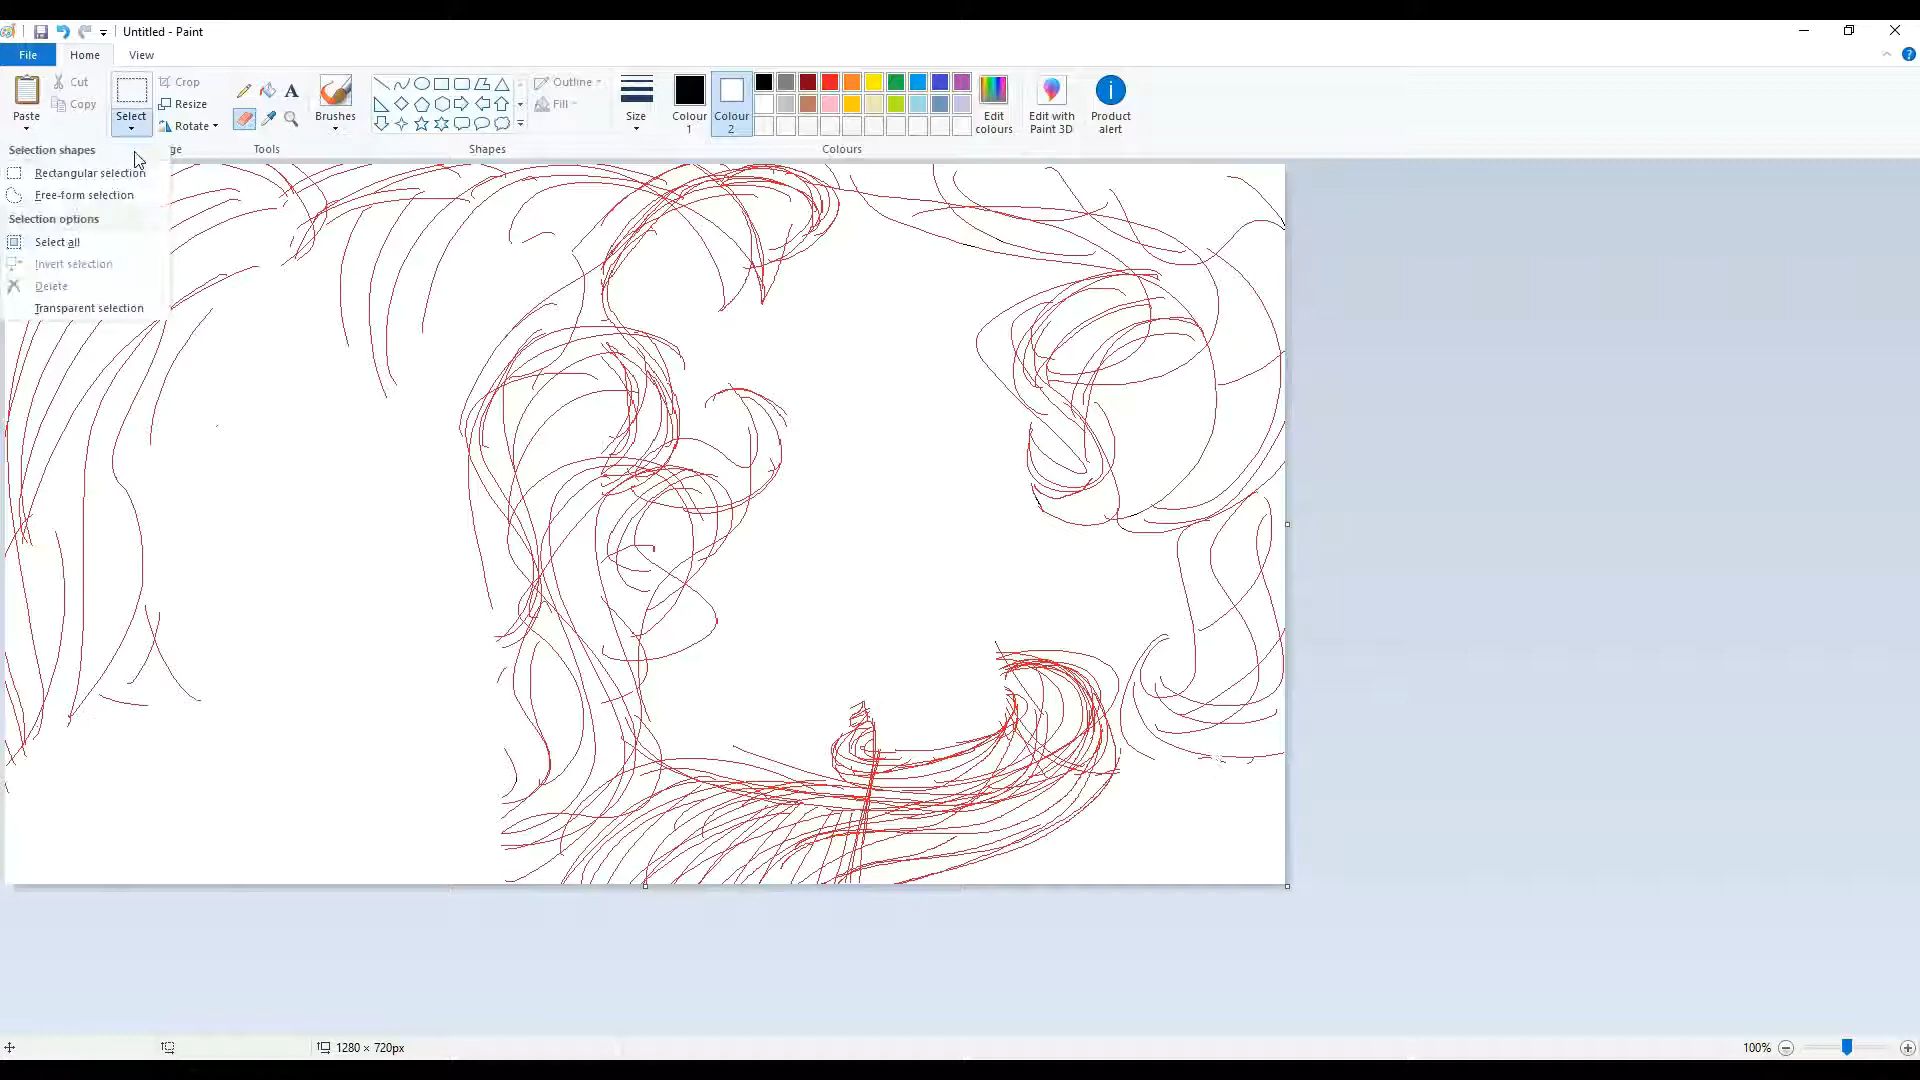 Untitled - Paint
File
Home
View
Paste
Cut
Copy
Select
Crop
Resize
Rotate
A
Brushes
Outline
Fill
Size
Colour 1
Colour 2
Edit colours
Edit with Paint 3D
Product alert
ge
Tools
Shapes
Colours
Selection shapes
Rectangular selection
Free-form selection
Selection options
Select all
Invert selection
Delete
Transparent selection
1280 × 720px
100%